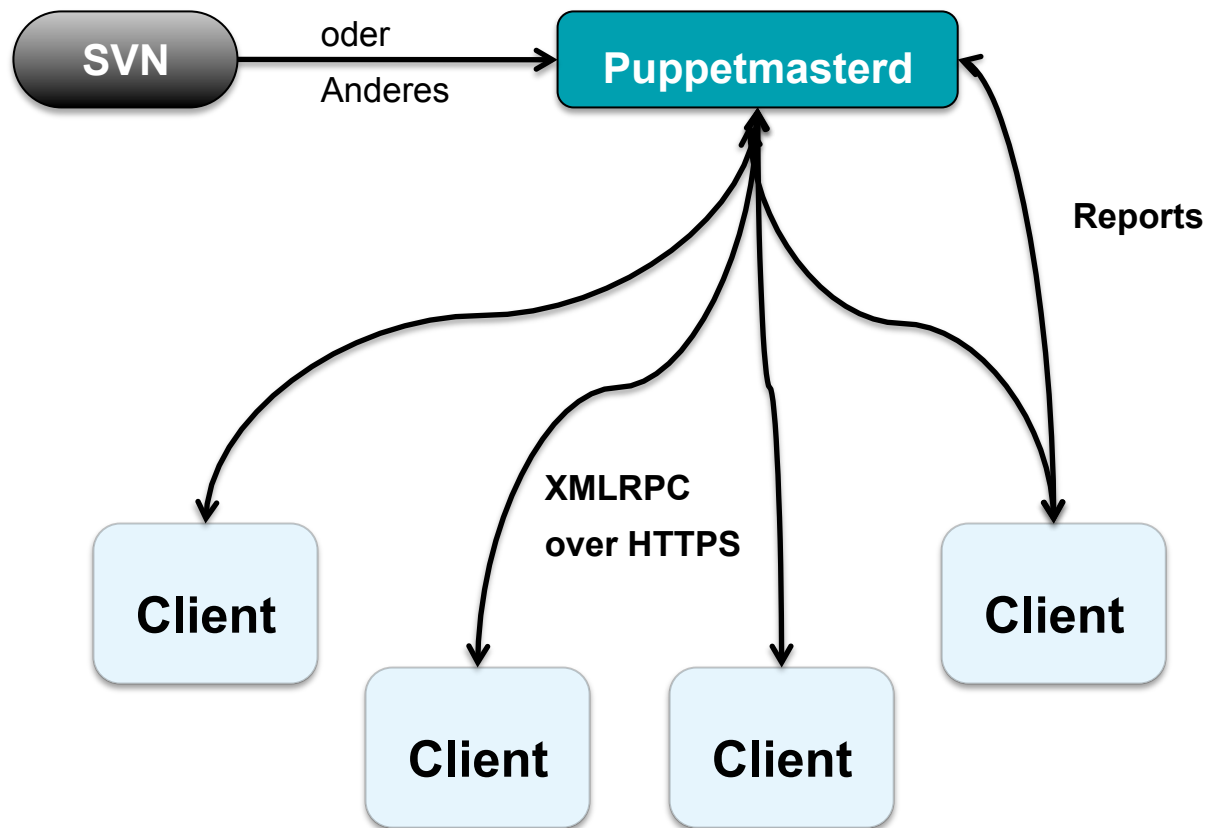 SVN
oder
Anderes
Puppetmasterd
Reports
XMLRPC
over HTTPS
Client
Client
Client
Client